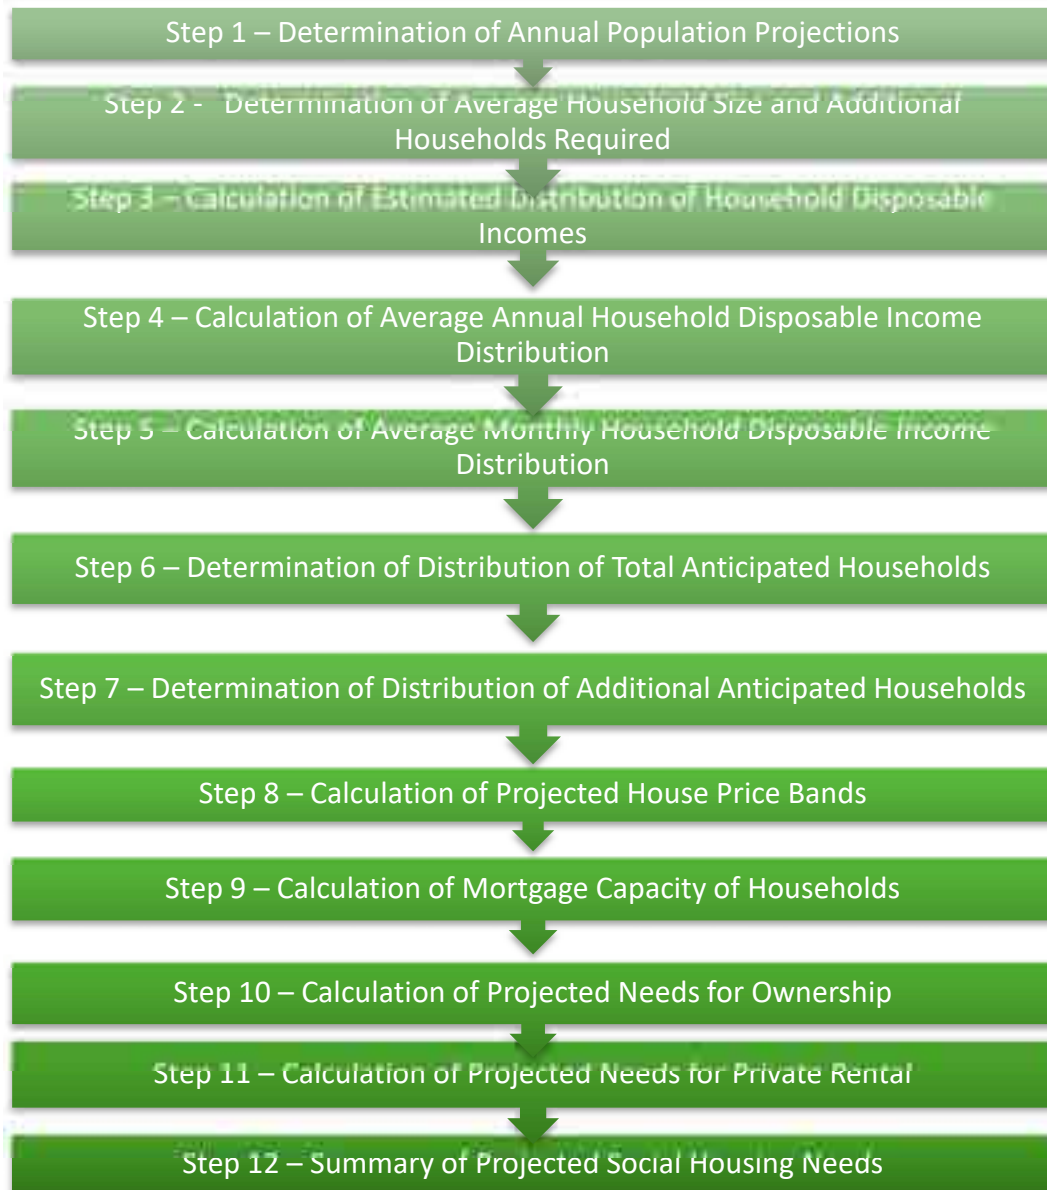 Step 1 – Determination of Annual Population Projections
Step 2 - Determination of Average Household Size and Additional
Households Required
Step 3 – Calculation of Estimated Distribution of Household Disposable
Incomes
Step 4 – Calculation of Average Annual Household Disposable Income
Distribution
Step 5 – Calculation of Average Monthly Household Disposable Income
Distribution
Step 6 – Determination of Distribution of Total Anticipated Households
Step 7 – Determination of Distribution of Additional Anticipated Households
Step 8 – Calculation of Projected House Price Bands
Step 9 – Calculation of Mortgage Capacity of Households
Step 10 – Calculation of Projected Needs for Ownership
Step 11 – Calculation of Projected Needs for Private Rental
Step 12 – Summary of Projected Social Housing Needs